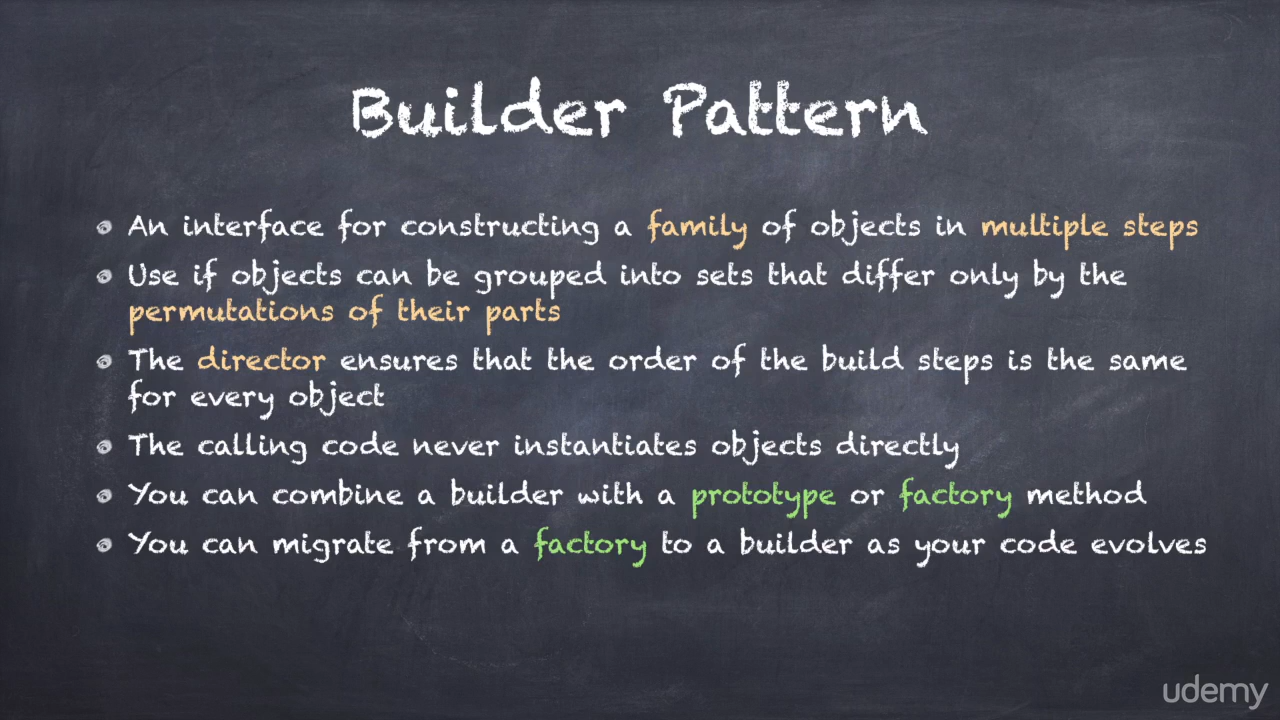 Builder Pattern
An interface for constructing a family of objects in multiple steps
Use if objects can be grouped into sets that differ only by the
permutations of their parts
The director ensures that the order of the build steps is the same
for every object
The calling code never instantiates objects directly
You can combine a builder with a prototype or factory method
You can migrate from a factory to a builder as your code evolves
udemy